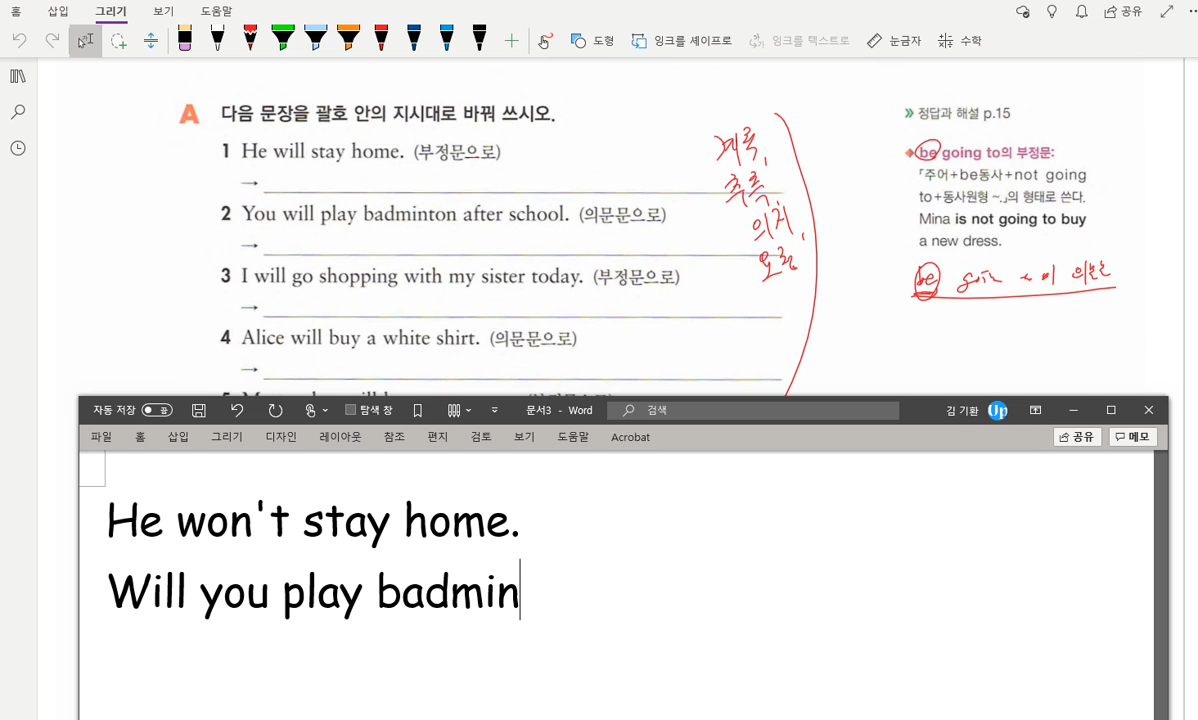 홈 삽입 그리기 보기 도움말
공유
도형 잉크를 셰이프로 잉크를 텍스트로 눈금자 수학
A 다음 문장을 괄호 안의 지시대로 바꿔 쓰시오.
1 He will stay home. (부정문으로)
→
2 You will play badminton after school. (의문문으로)
→
3 I will go shopping with my sister today. (부정문으로)
→
4 Alice will buy a white shirt. (의문문으로)
→
의지,
» 정답과 해설 p.15
be going to의 부정문:
「주어+be동사+not going
to+동사원형 ~.」의 형태로 쓴다.
Mina is not going to buy
a new dress.
be
자동 저장 끔 탐색 창 문서3 - Word 검색 김 기환 Up
파일 홈 삽입 그리기 디자인 레이아웃 참조 편지 검토 보기 도움말 Acrobat 공유 메모
He won't stay home.
Will you play badmin